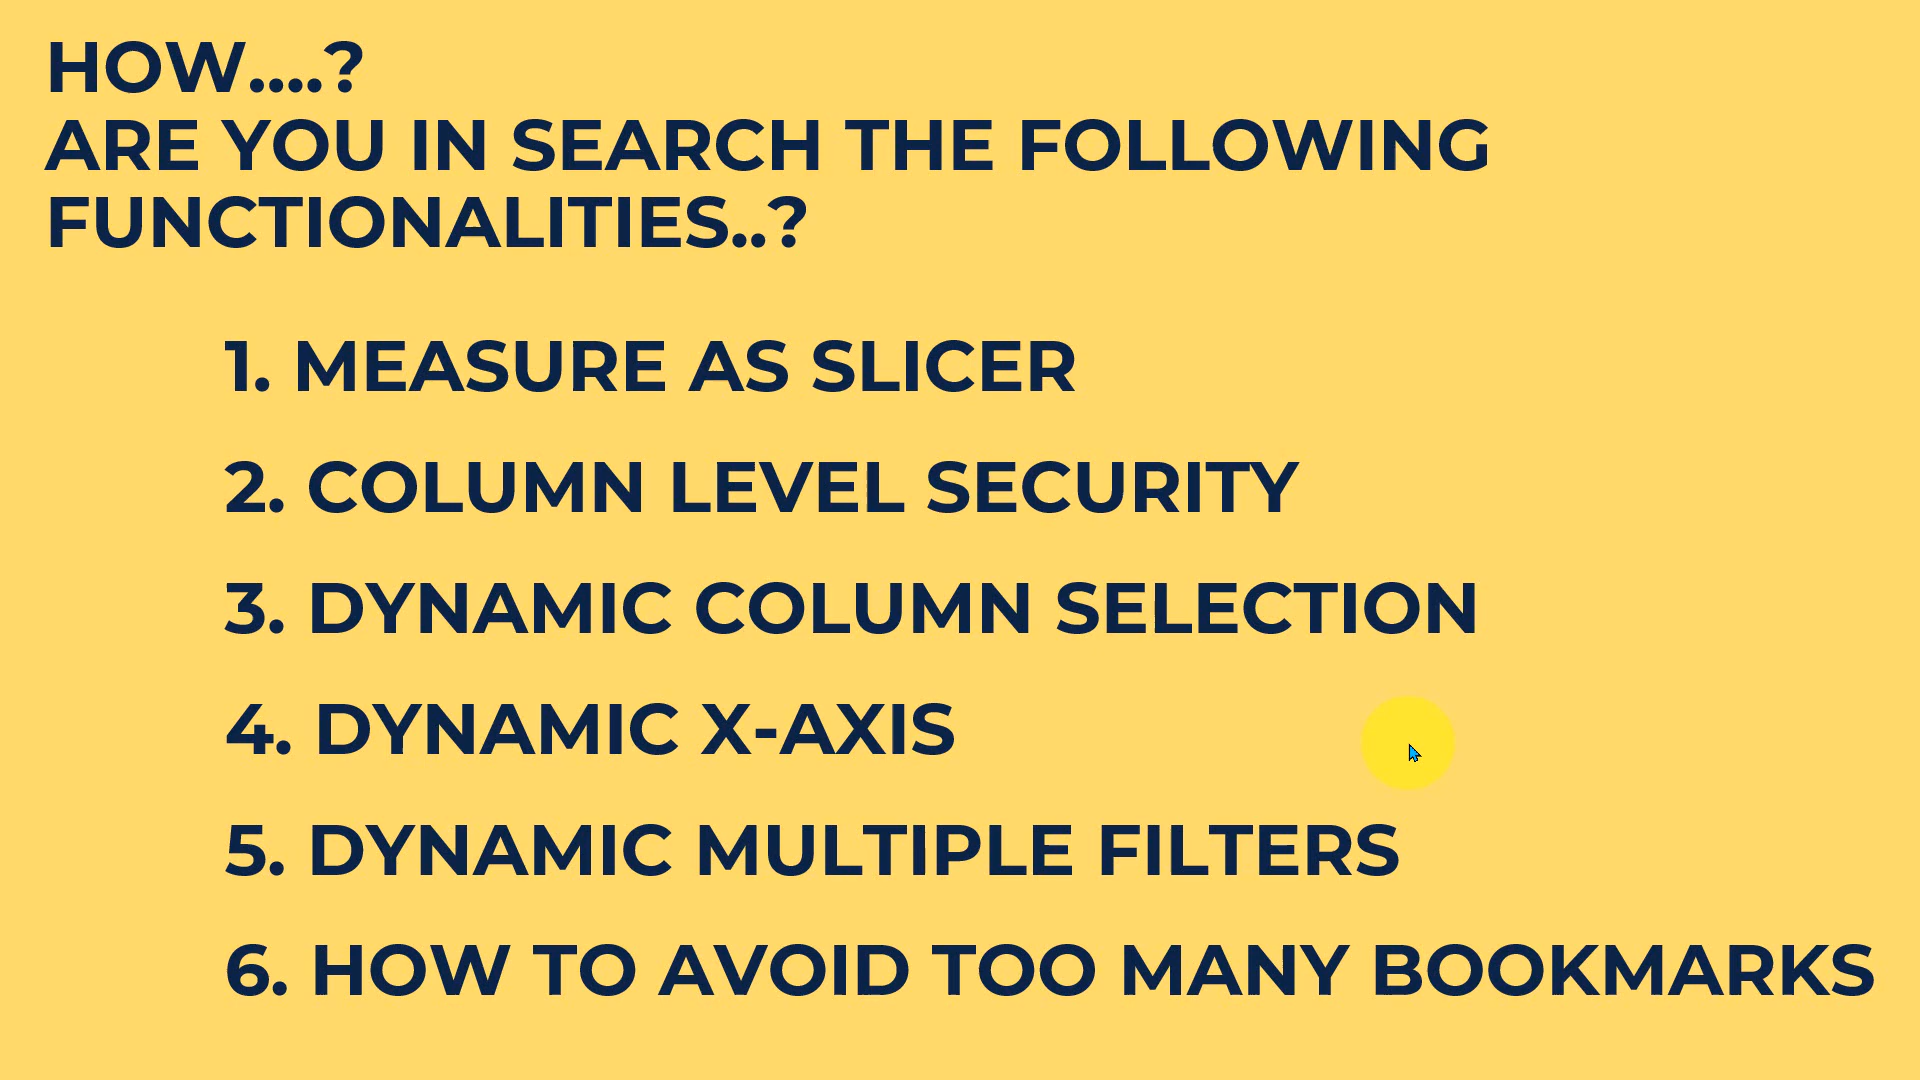 HOW....?
ARE YOU IN SEARCH THE FOLLOWING
FUNCTIONALITIES..?
1. MEASURE AS SLICER
2. COLUMN LEVEL SECURITY
3. DYNAMIC COLUMN SELECTION
4. DYNAMIC X-AXIS
5. DYNAMIC MULTIPLE FILTERS
6. HOW TO AVOID TOO MANY BOOKMARKS